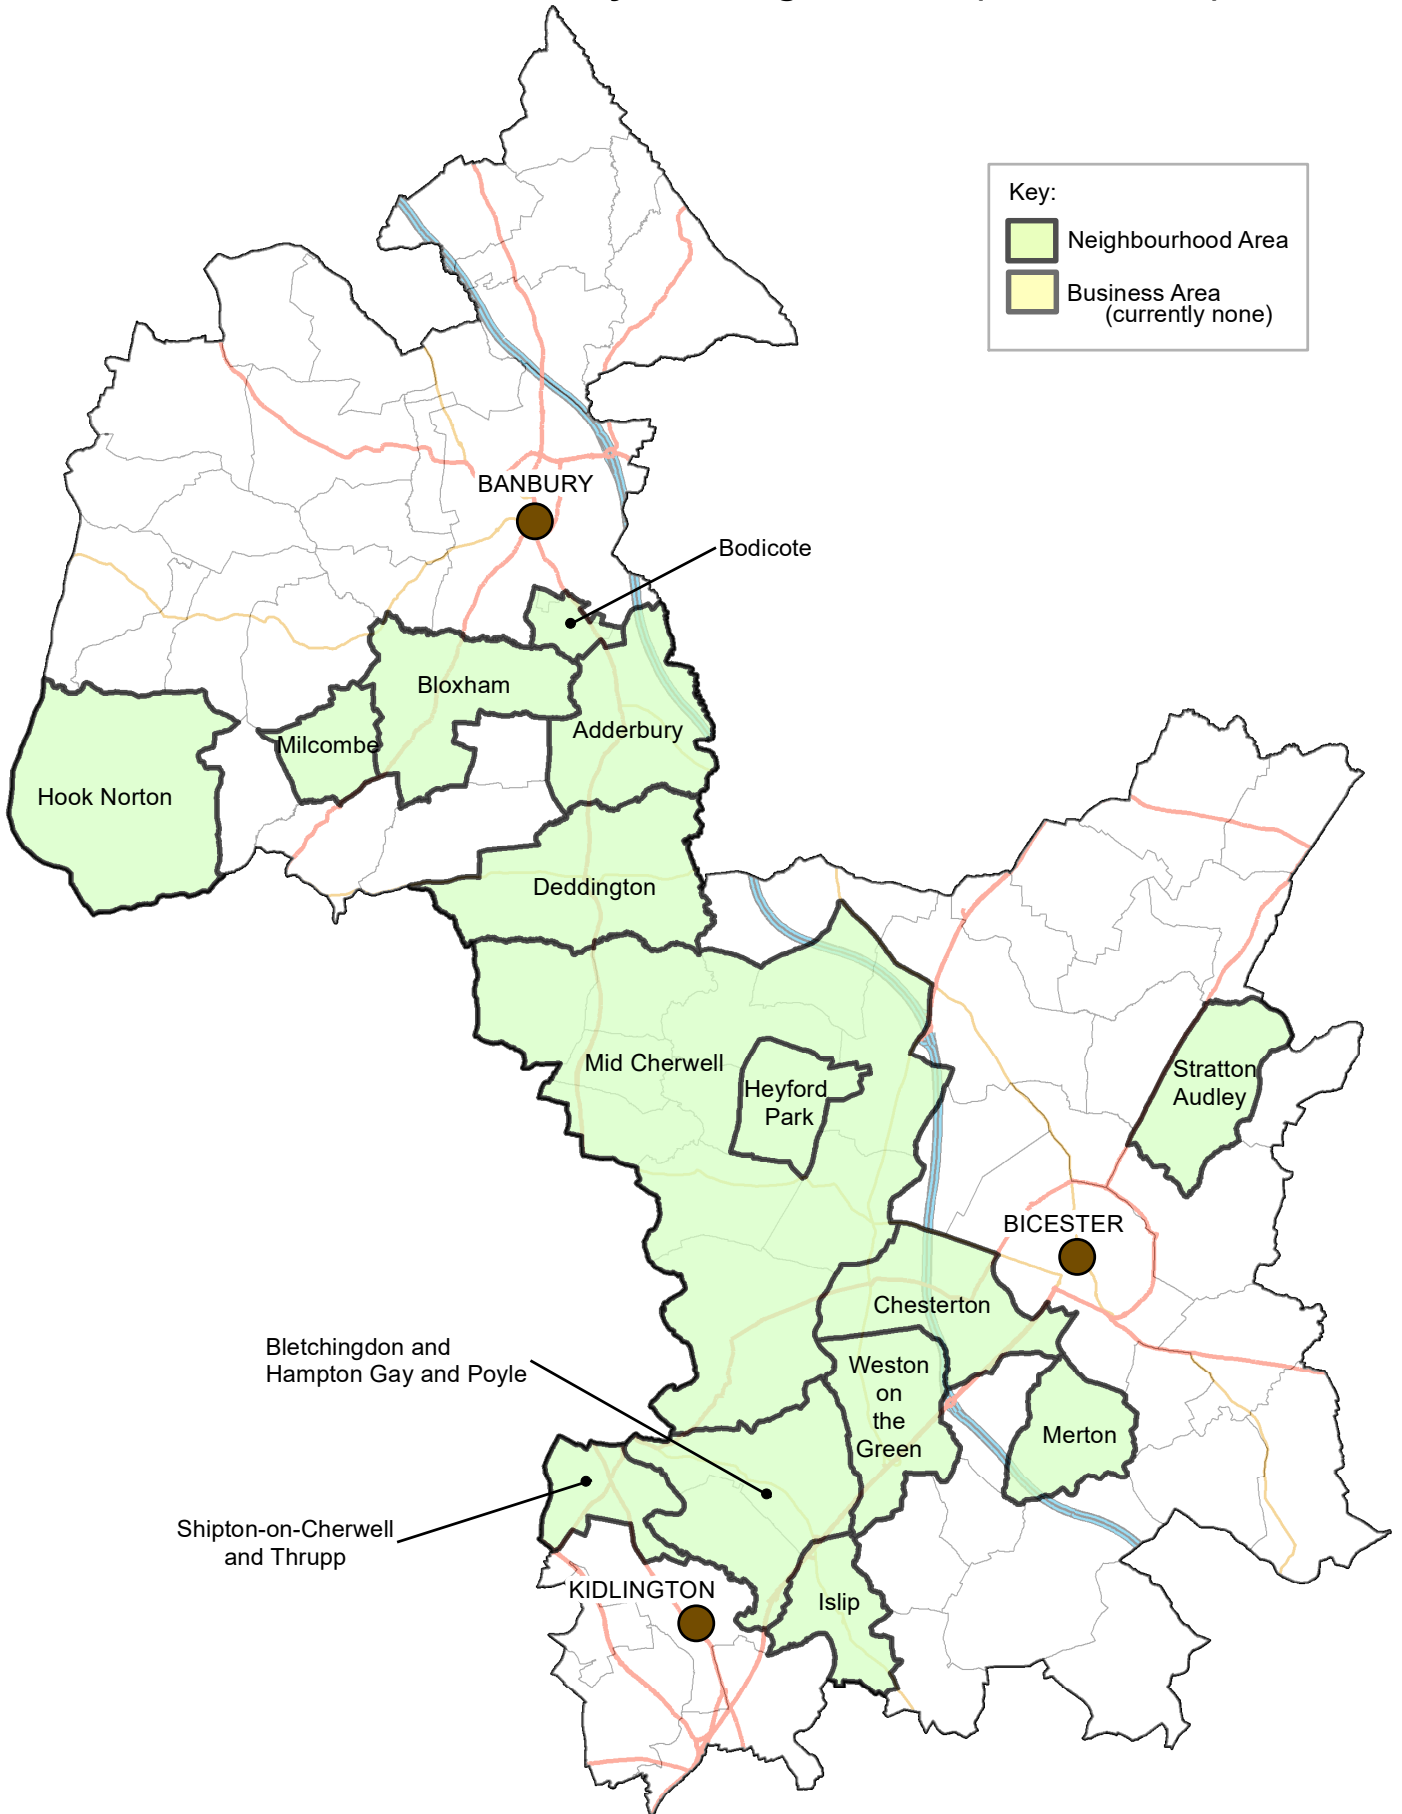 Key:
Neighbourhood Area
Business Area
(currently none)
BANBURY
Bodicote
Bloxham
Adderbury
Milcombe
Hook Norton
Deddington
Mid Cherwell
Heyford
Park
Stratton
Audley
BICESTER
Chesterton
Bletchingdon and
Hampton Gay and Poyle
Weston
on
the
Green
Merton
Shipton-on-Cherwell
and Thrupp
KIDLINGTON
Islip